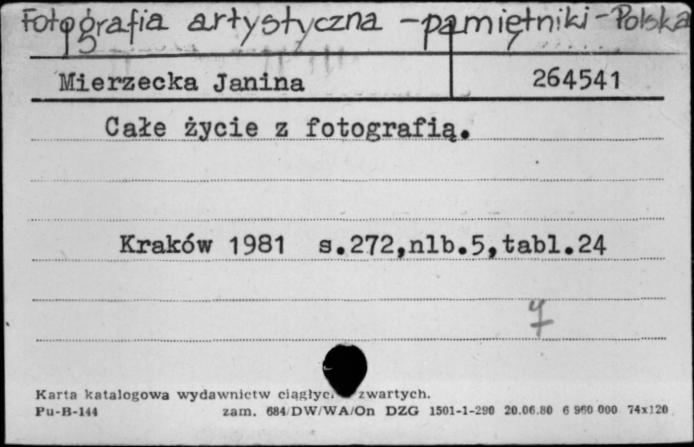 Fotografia artystyczna - pamiętniki - Polska
Mierzecka Janina 264541
Całe życie z fotografią.
Kraków 1981 s.272,nlb.5,tabl.24
7
Karta katalogowa wydawnictw zwartych.
Pu-B-144 zam. 684/DW/WA/On DZG 1501-1-290 20.06.80 6 960 000 74x120